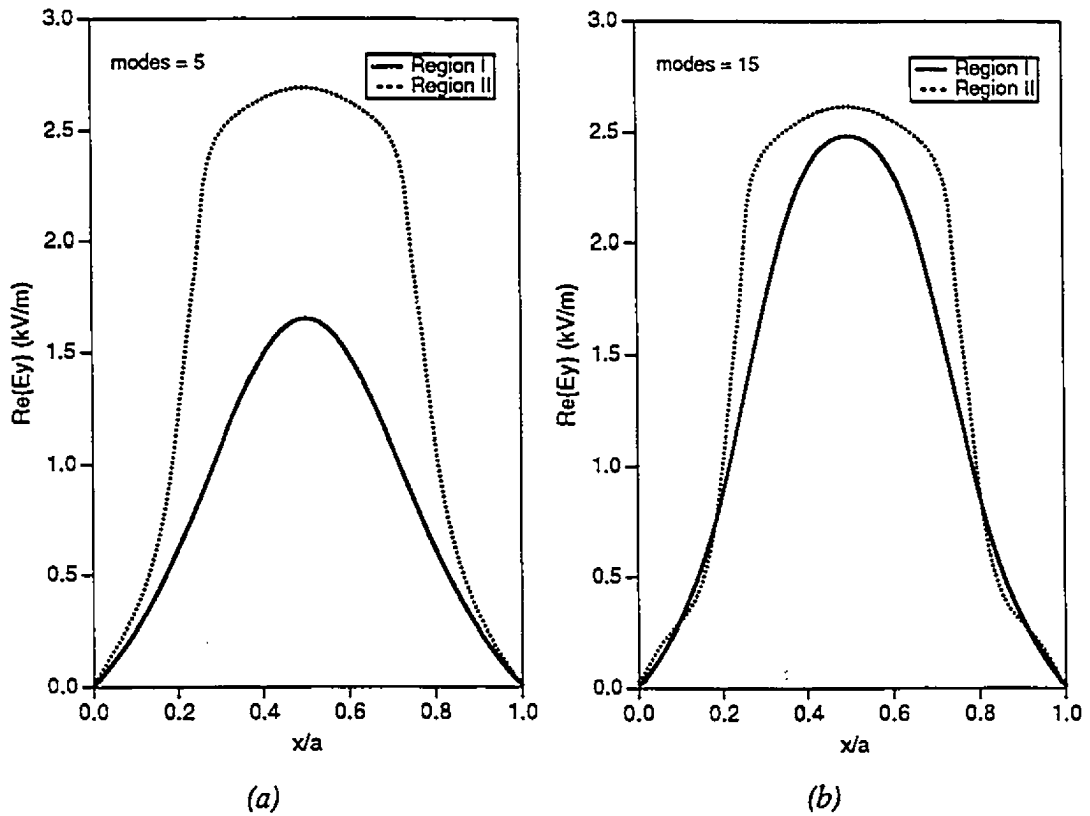 modes = 5
Region I
Region II
3.0
2.5
2.0
1.5
1.0
0.5
0.0
Re{Ey} (kV/m)
0.0 0.2 0.4 0.6 0.8 1.0
x/a
(a)
modes = 15
Region I
Region II
3.0
2.5
2.0
1.5
1.0
0.5
0.0
Re{Ey} (kV/m)
0.0 0.2 0.4 0.6 0.8 1.0
x/a
(b)